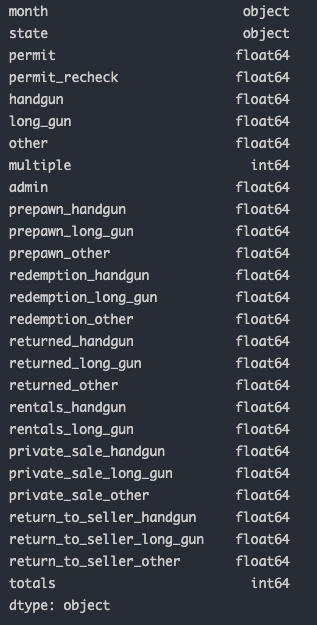 month object
state object
permit float64
permit_recheck float64
handgun float64
long_gun float64
other float64
multiple int64
admin float64
prepawn_handgun float64
prepawn_long_gun float64
prepawn_other float64
redemption_handgun float64
redemption_long_gun float64
redemption_other float64
returned_handgun float64
returned_long_gun float64
returned_other float64
rentals_handgun float64
rentals_long_gun float64
private_sale_handgun float64
private_sale_long_gun float64
private_sale_other float64
return_to_seller_handgun float64
return_to_seller_long_gun float64
return_to_seller_other float64
totals int64
dtype: object